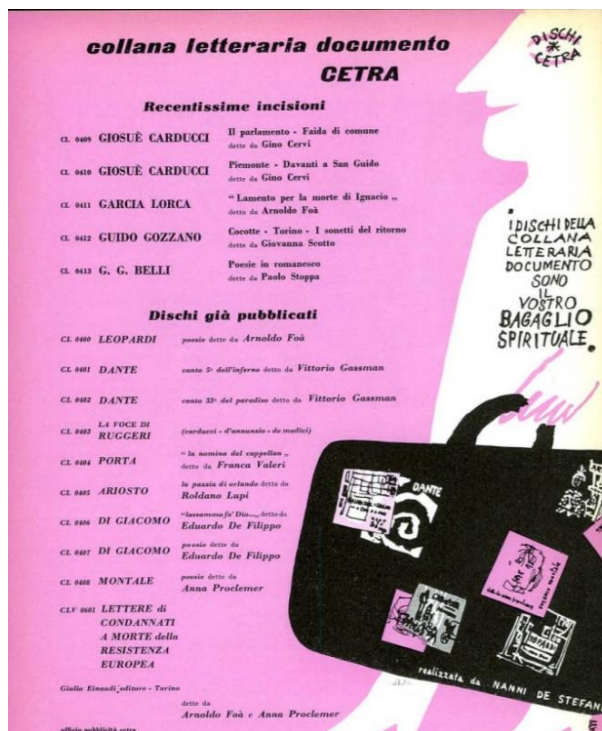 collana letteraria documento
CETRA
DISCHI
CETRA
Recentissime incisioni
CL 0409 GIOSUÈ CARDUCCI Il parlamento - Faida di comune
dette da Gino Cervi
CL 0410 GIOSUÈ CARDUCCI Piemonte - Davanti a San Guido
dette da Gino Cervi
CL 0411 GARCIA LORCA “ Lamento per la morte di Ignacio „
detto da Arnoldo Foà
CL 0412 GUIDO GOZZANO Cocotte - Torino - I sonetti del ritorno
dette da Giovanna Scotto
CL 0413 G. G. BELLI Poesie in romanesco
dette da Paolo Stoppa
I DISCHI DELLA
COLLANA
LETTERARIA
DOCUMENTO
SONO
IL
VOSTRO
BAGAGLIO
SPIRITUALE.
Dischi già pubblicati
CL 0400 LEOPARDI poesie dette da Arnoldo Foà
CL 0401 DANTE canto 5° dell'inferno detto da Vittorio Gassman
CL 0402 DANTE canto 33° del paradiso detto da Vittorio Gassman
CL 0403 LA VOCE DI
RUGGERI (carducci - d'annunzio - de medici)
CL 0404 PORTA “ la nomina del cappellan „
detto da Franca Valeri
CL 0405 ARIOSTO la pazzia di orlando detta da
Roldano Lupi
CL 0406 DI GIACOMO “lassammo fa' Dio..„ detto da
Eduardo De Filippo
CL 0407 DI GIACOMO poesie dette da
Eduardo De Filippo
CL 0408 MONTALE poesie dette da
Anna Proclemer
CLV 0601 LETTERE di
CONDANNATI
A MORTE della
RESISTENZA
EUROPEA
Giulio Einaudi editore - Torino
dette da
Arnoldo Foà e Anna Proclemer
ufficio pubblicità cetra
DANTE
realizzata da NANNI DE STEFANI